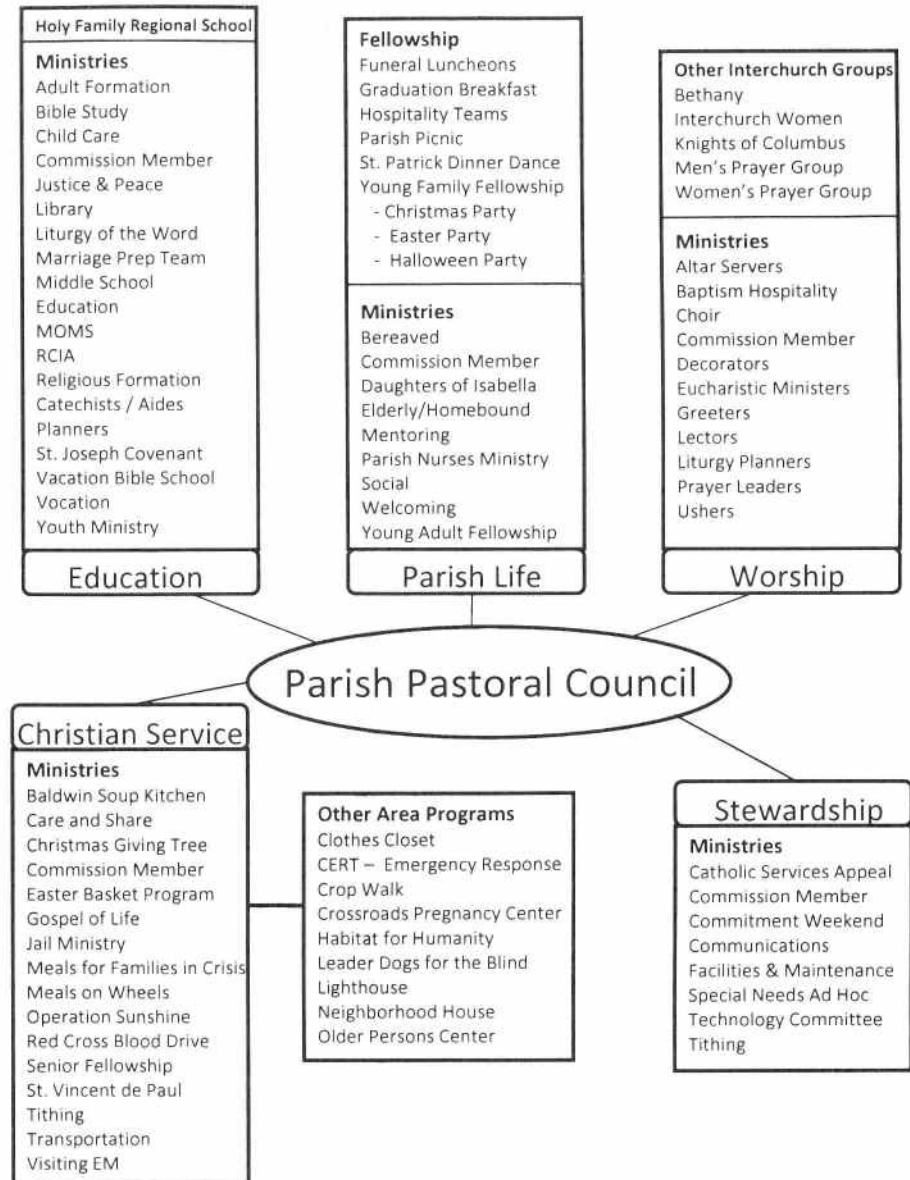 Holy Family Regional School
Ministries
Adult Formation
Bible Study
Child Care
Commission Member
Justice & Peace
Library
Liturgy of the Word
Marriage Prep Team
Middle School
Education
MOMS
RCIA
Religious Formation
Catechists / Aides
Planners
St. Joseph Covenant
Vacation Bible School
Vocation
Youth Ministry
Education
Fellowship
Funeral Luncheons
Graduation Breakfast
Hospitality Teams
Parish Picnic
St. Patrick Dinner Dance
Young Family Fellowship
- Christmas Party
- Easter Party
- Halloween Party
Ministries
Bereaved
Commission Member
Daughters of Isabella
Elderly/Homebound
Mentoring
Parish Nurses Ministry
Social
Welcoming
Young Adult Fellowship
Parish Life
Other Interchurch Groups
Bethany
Interchurch Women
Knights of Columbus
Men's Prayer Group
Women's Prayer Group
Ministries
Altar Servers
Baptism Hospitality
Choir
Commission Member
Decorators
Eucharistic Ministers
Greeters
Lectors
Liturgy Planners
Prayer Leaders
Ushers
Worship
Parish Pastoral Council
Christian Service
Ministries
Baldwin Soup Kitchen
Care and Share
Christmas Giving Tree
Commission Member
Easter Basket Program
Gospel of Life
Jail Ministry
Meals for Families in Crisis
Meals on Wheels
Operation Sunshine
Red Cross Blood Drive
Senior Fellowship
St. Vincent de Paul
Tithing
Transportation
Visiting EM
Other Area Programs
Clothes Closet
CERT – Emergency Response
Crop Walk
Crossroads Pregnancy Center
Habitat for Humanity
Leader Dogs for the Blind
Lighthouse
Neighborhood House
Older Persons Center
Stewardship
Ministries
Catholic Services Appeal
Commission Member
Commitment Weekend
Communications
Facilities & Maintenance
Special Needs Ad Hoc
Technology Committee
Tithing